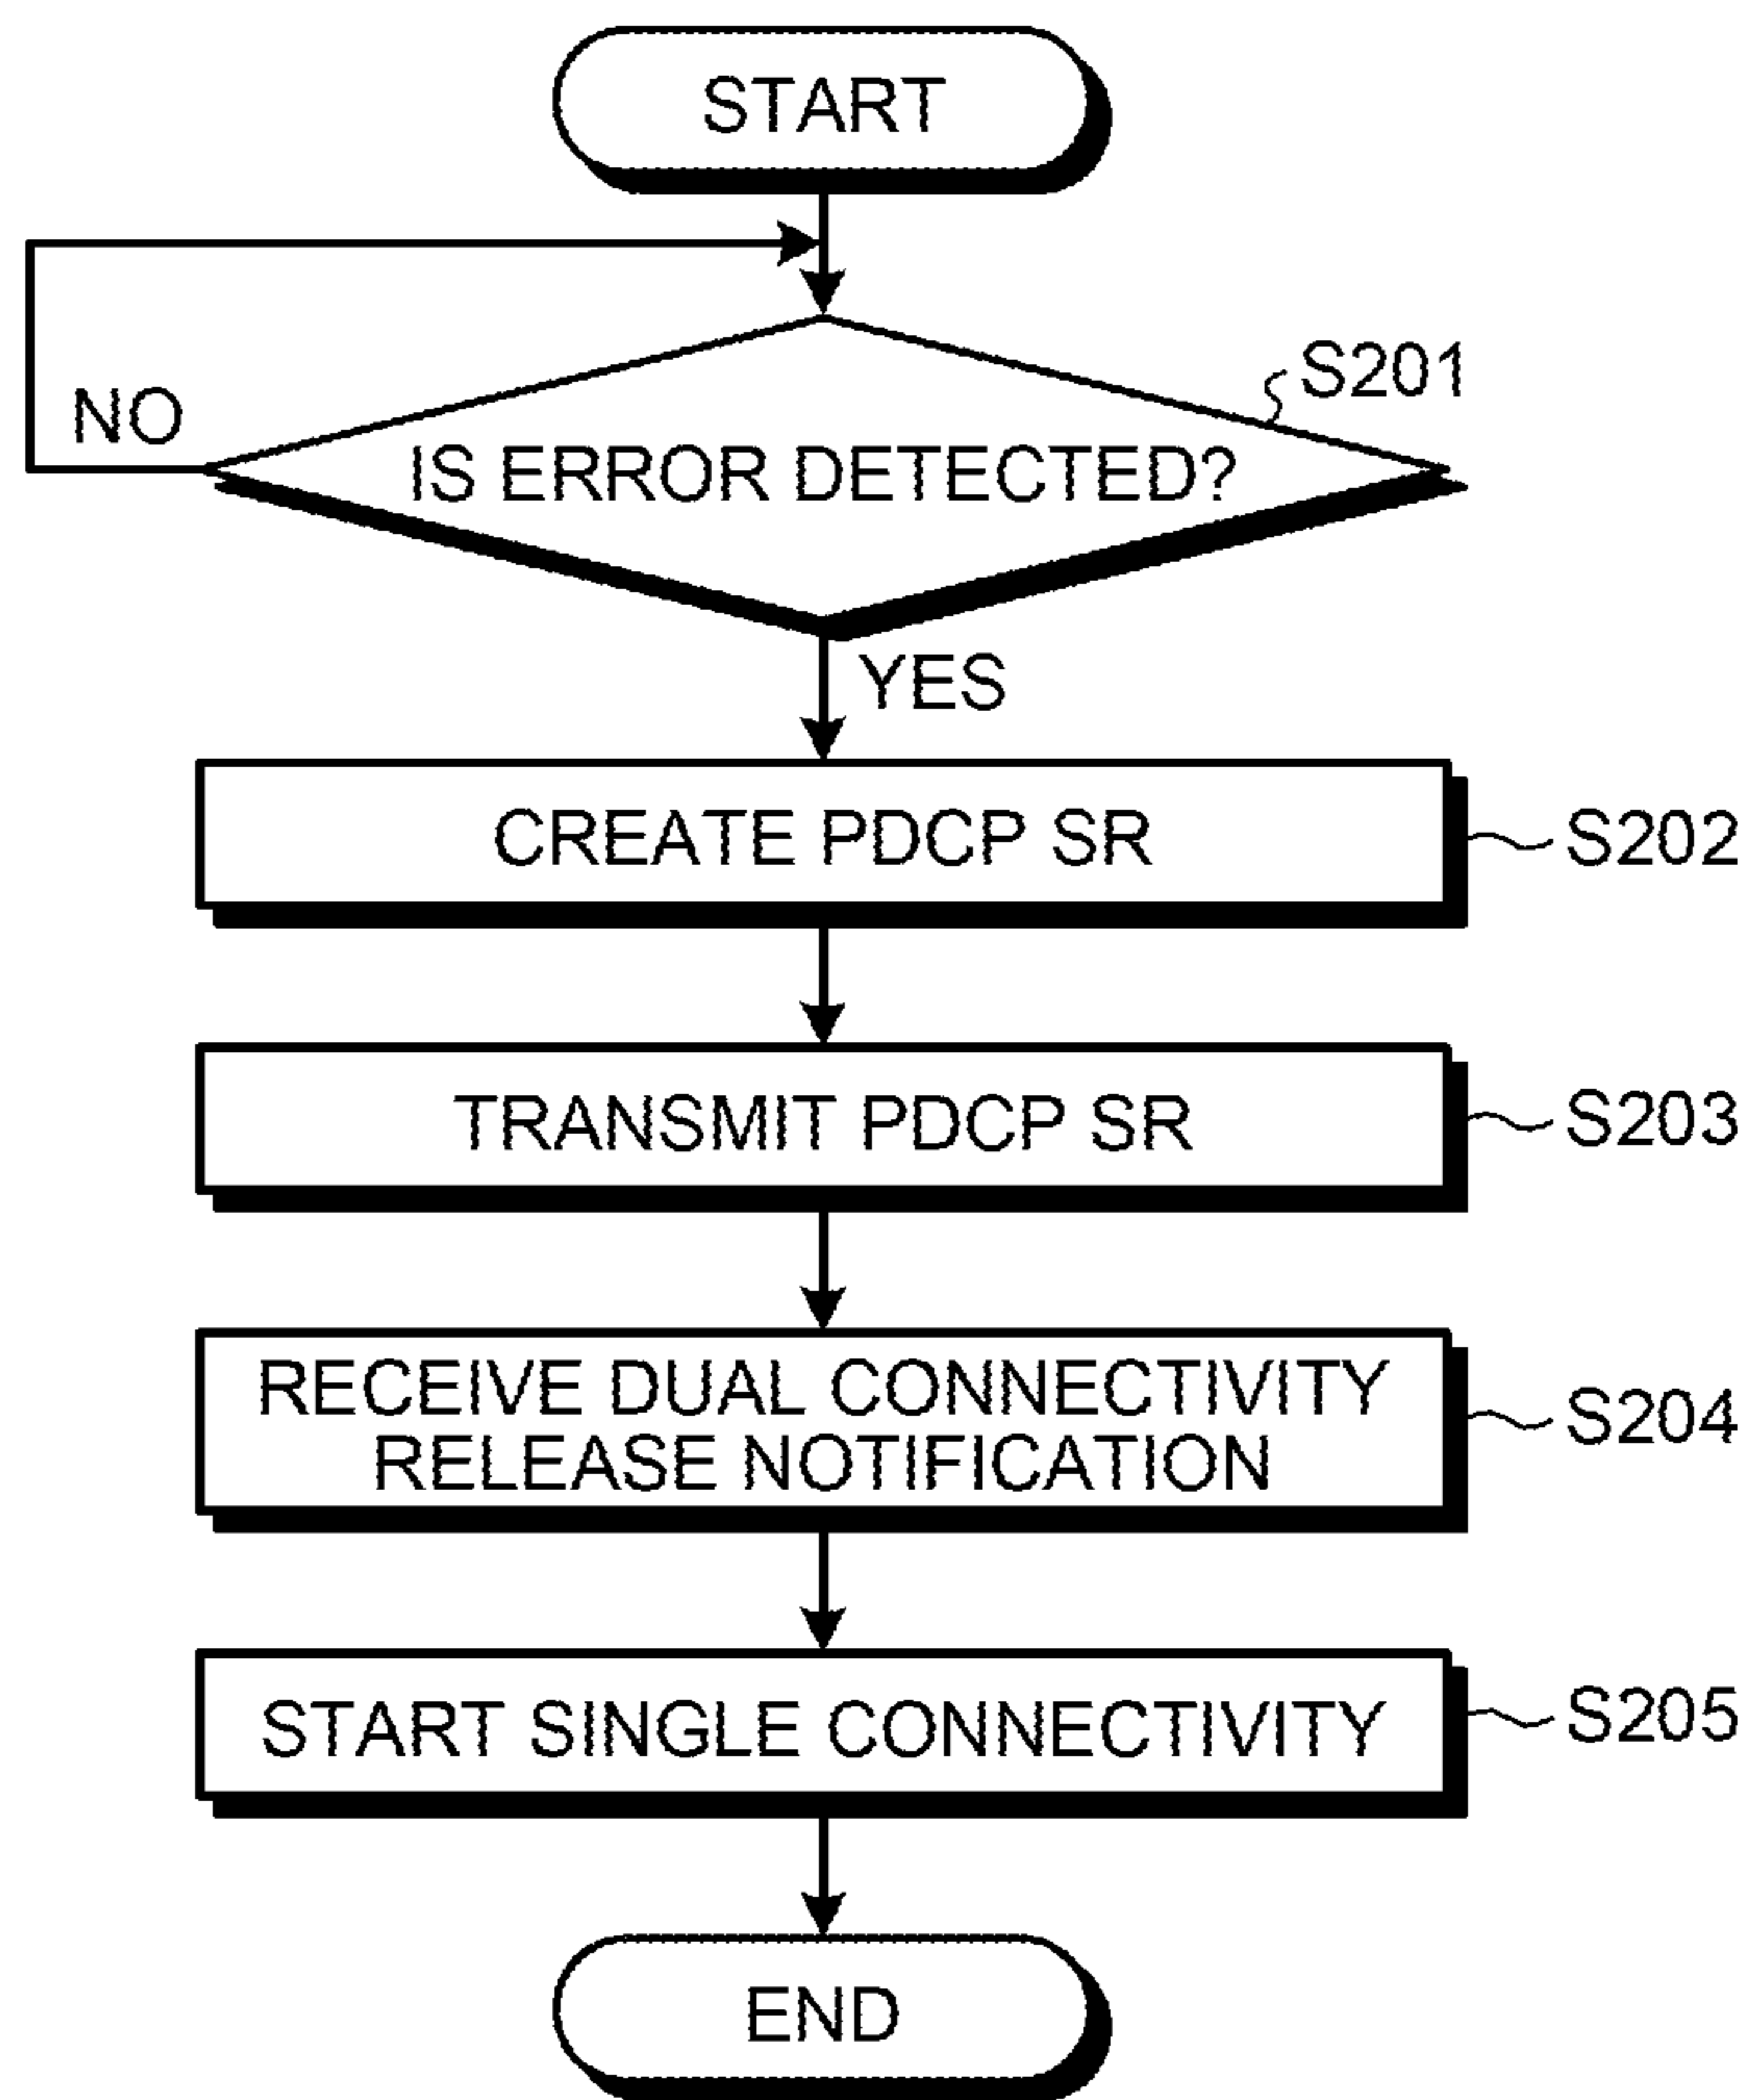 START
NO
S201
IS ERROR DETECTED?
YES
CREATE PDCP SR
S202
TRANSMIT PDCP SR
S203
RECEIVE DUAL CONNECTIVITY
RELEASE NOTIFICATION
S204
START SINGLE CONNECTIVITY
S205
END